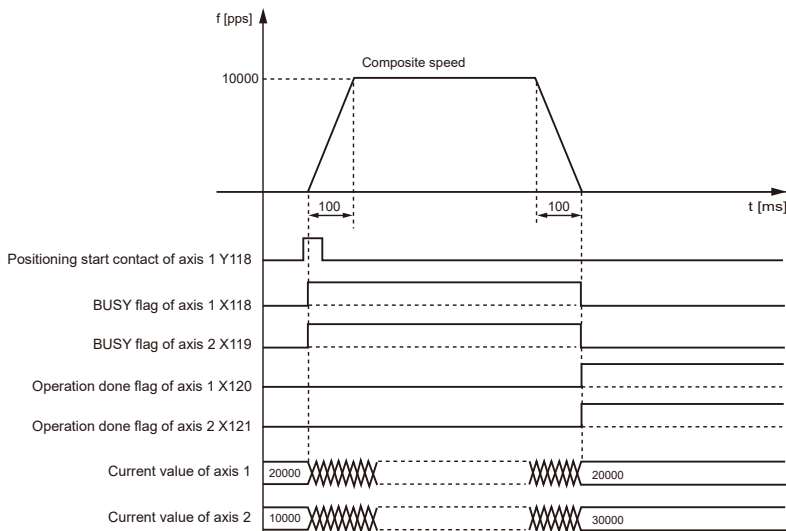 f [pps]
Composite speed
10000
100
100
t [ms]
Positioning start contact of axis 1 Y118
BUSY flag of axis 1 X118
BUSY flag of axis 2 X119
Operation done flag of axis 1 X120
Operation done flag of axis 2 X121
Current value of axis 1
20000
20000
Current value of axis 2
10000
30000